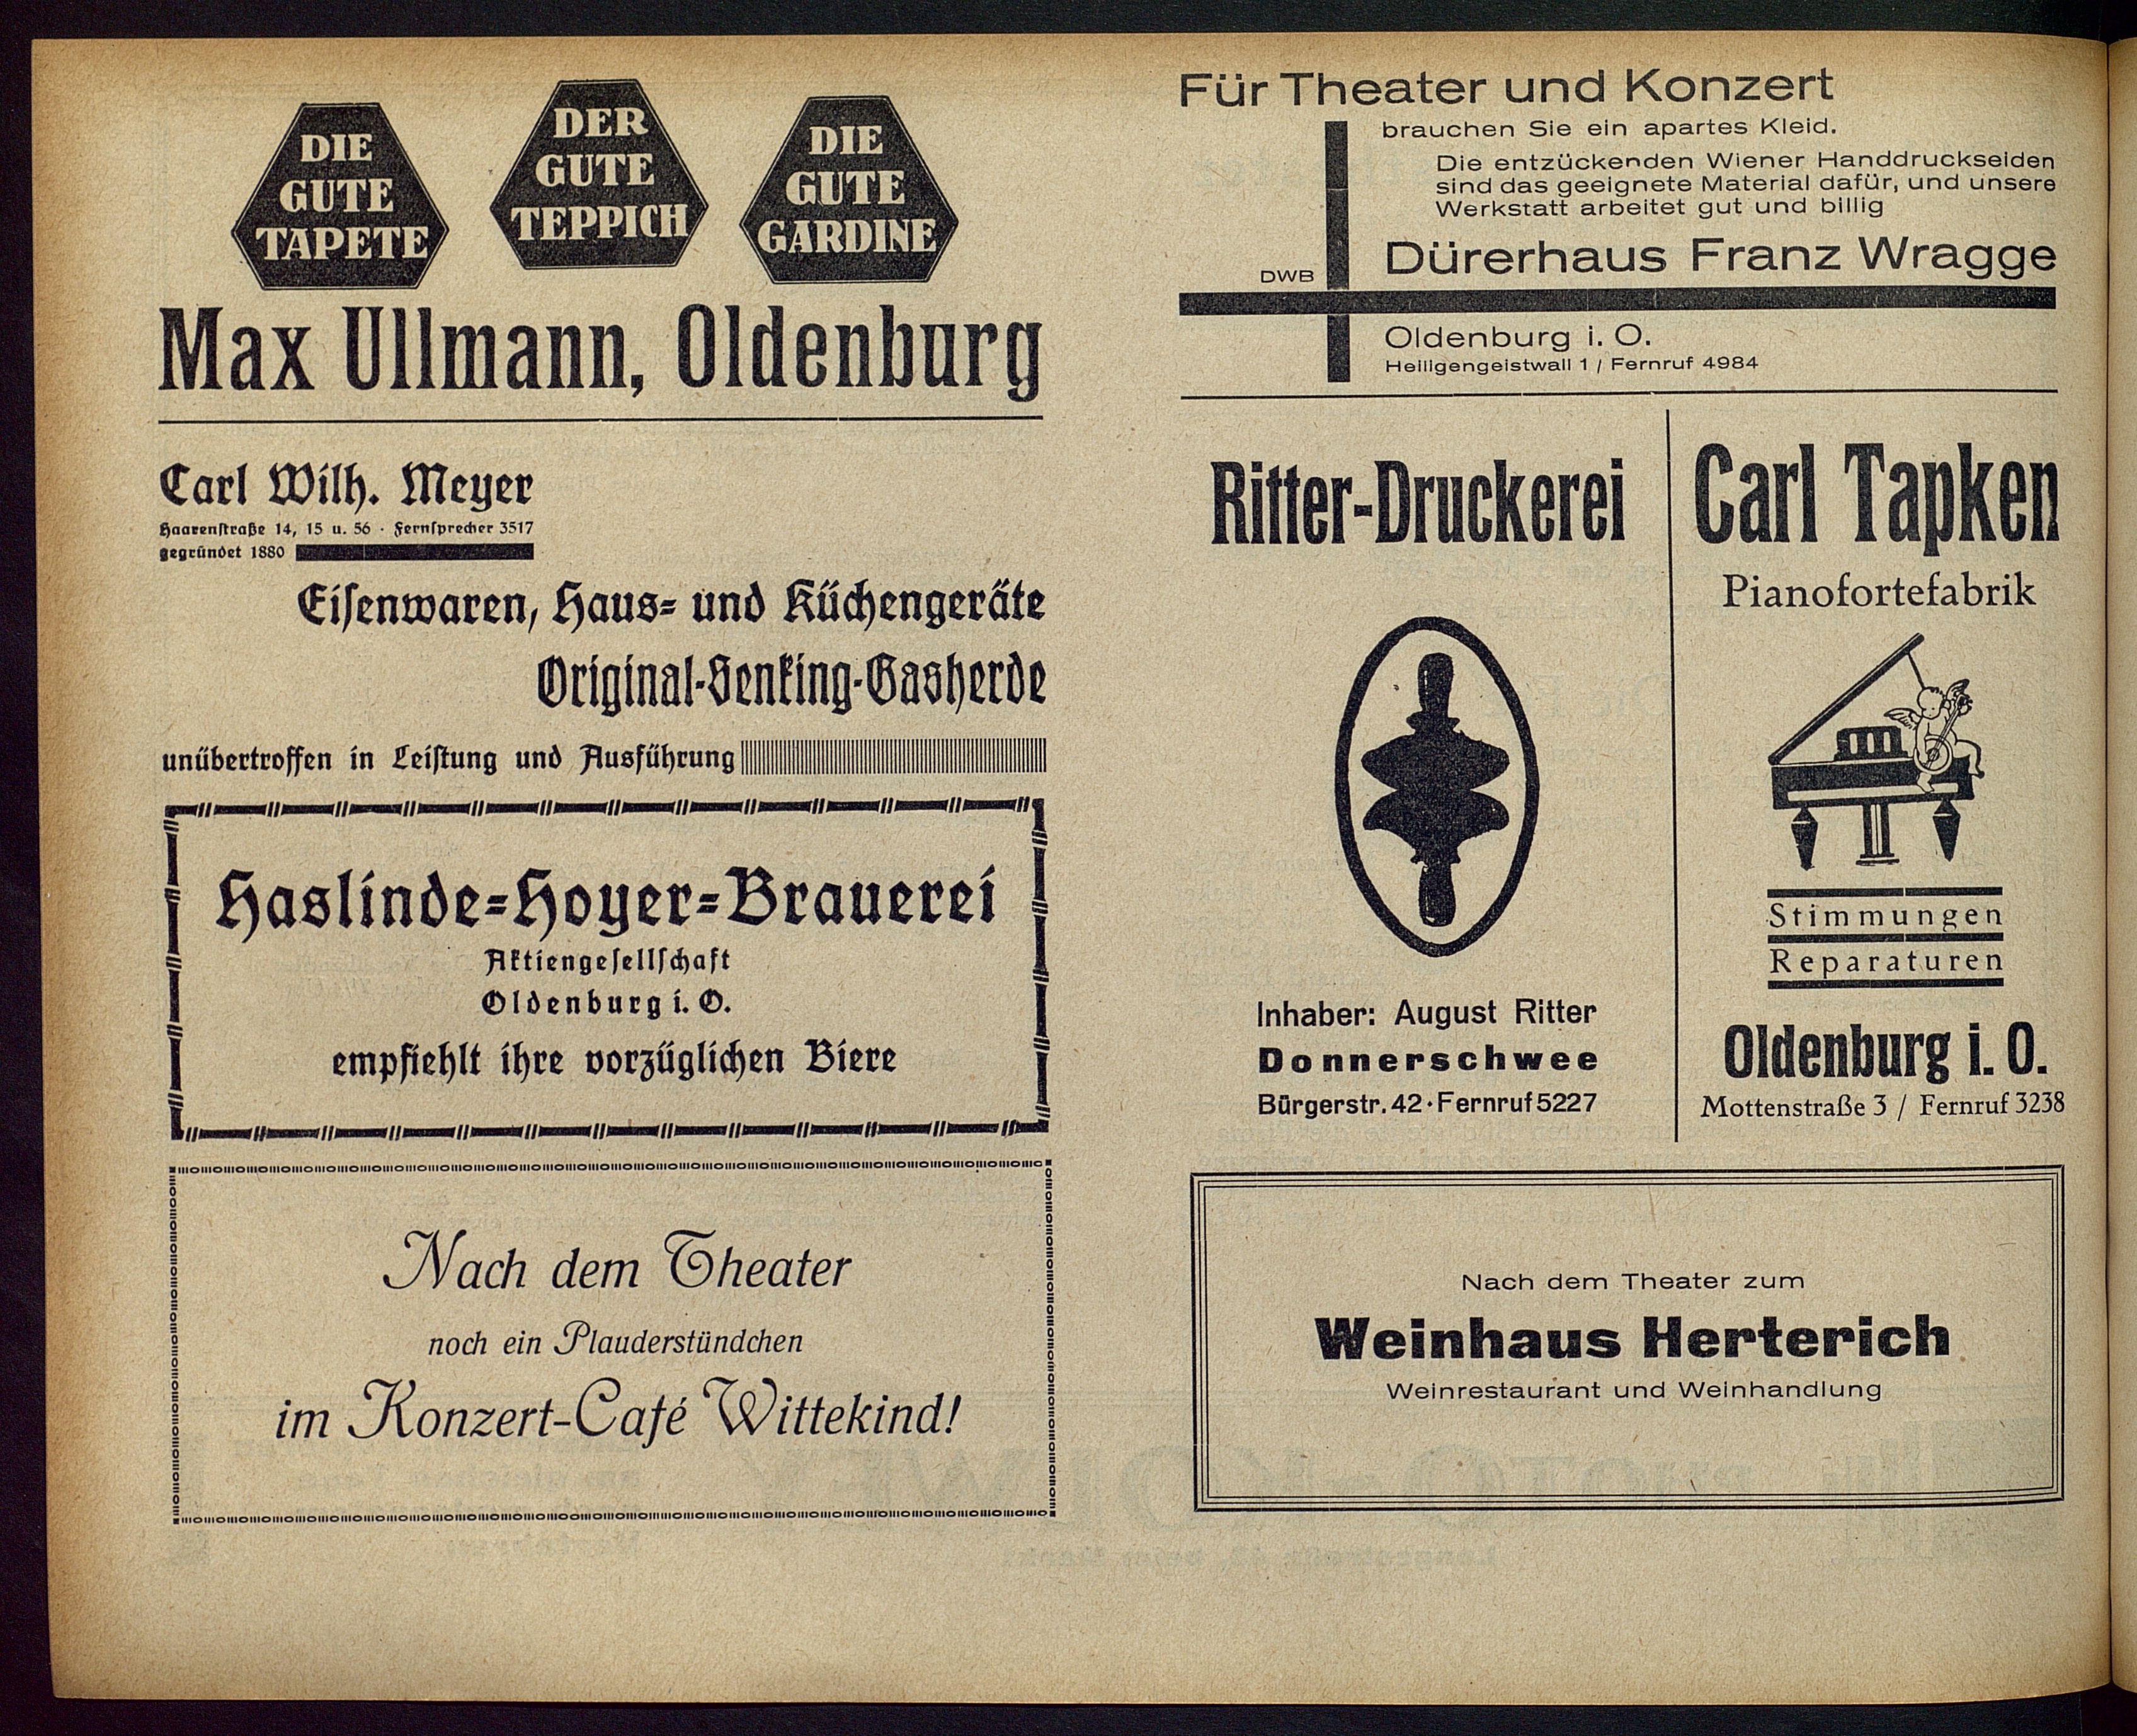 DIE
GUTE
TAPETE
DER
GUTE
TEPPICH
DIE
GUTE
GARDINE
Max Ullmann, Oldenburg
Carl Wilh. Meyer
Haarenſtraße 14, 15 u. 56 · Fernſprecher 3517
gegründet 1880
Eiſenwaren, Haus- und Küchengeräte
Original-Senking-Gasherde
unübertroffen in Leiſtung und Ausführung
Haslinde-Hoyer-Brauerei
Aktiengeſellſchaft
Oldenburg i. O.
empfiehlt ihre vorzüglichen Biere
Nach dem Theater
noch ein Plauderstündchen
im Konzert-Café Wittekind!
Für Theater und Konzert
brauchen Sie ein apartes Kleid.
Die entzückenden Wiener Handdruckseiden
sind das geeignete Material dafür, und unsere
Werkstatt arbeitet gut und billig
DWB
Dürerhaus Franz Wragge
Oldenburg i. O.
Heiligengeistwall 1 / Fernruf 4984
Ritter-Druckerei
Inhaber: August Ritter
Donnerschwee
Bürgerstr. 42 · Fernruf 5227
Carl Tapken
Pianofortefabrik
Stimmungen
Reparaturen
Oldenburg i. O.
Mottenstraße 3 / Fernruf 3238
Nach dem Theater zum
Weinhaus Herterich
Weinrestaurant und Weinhandlung